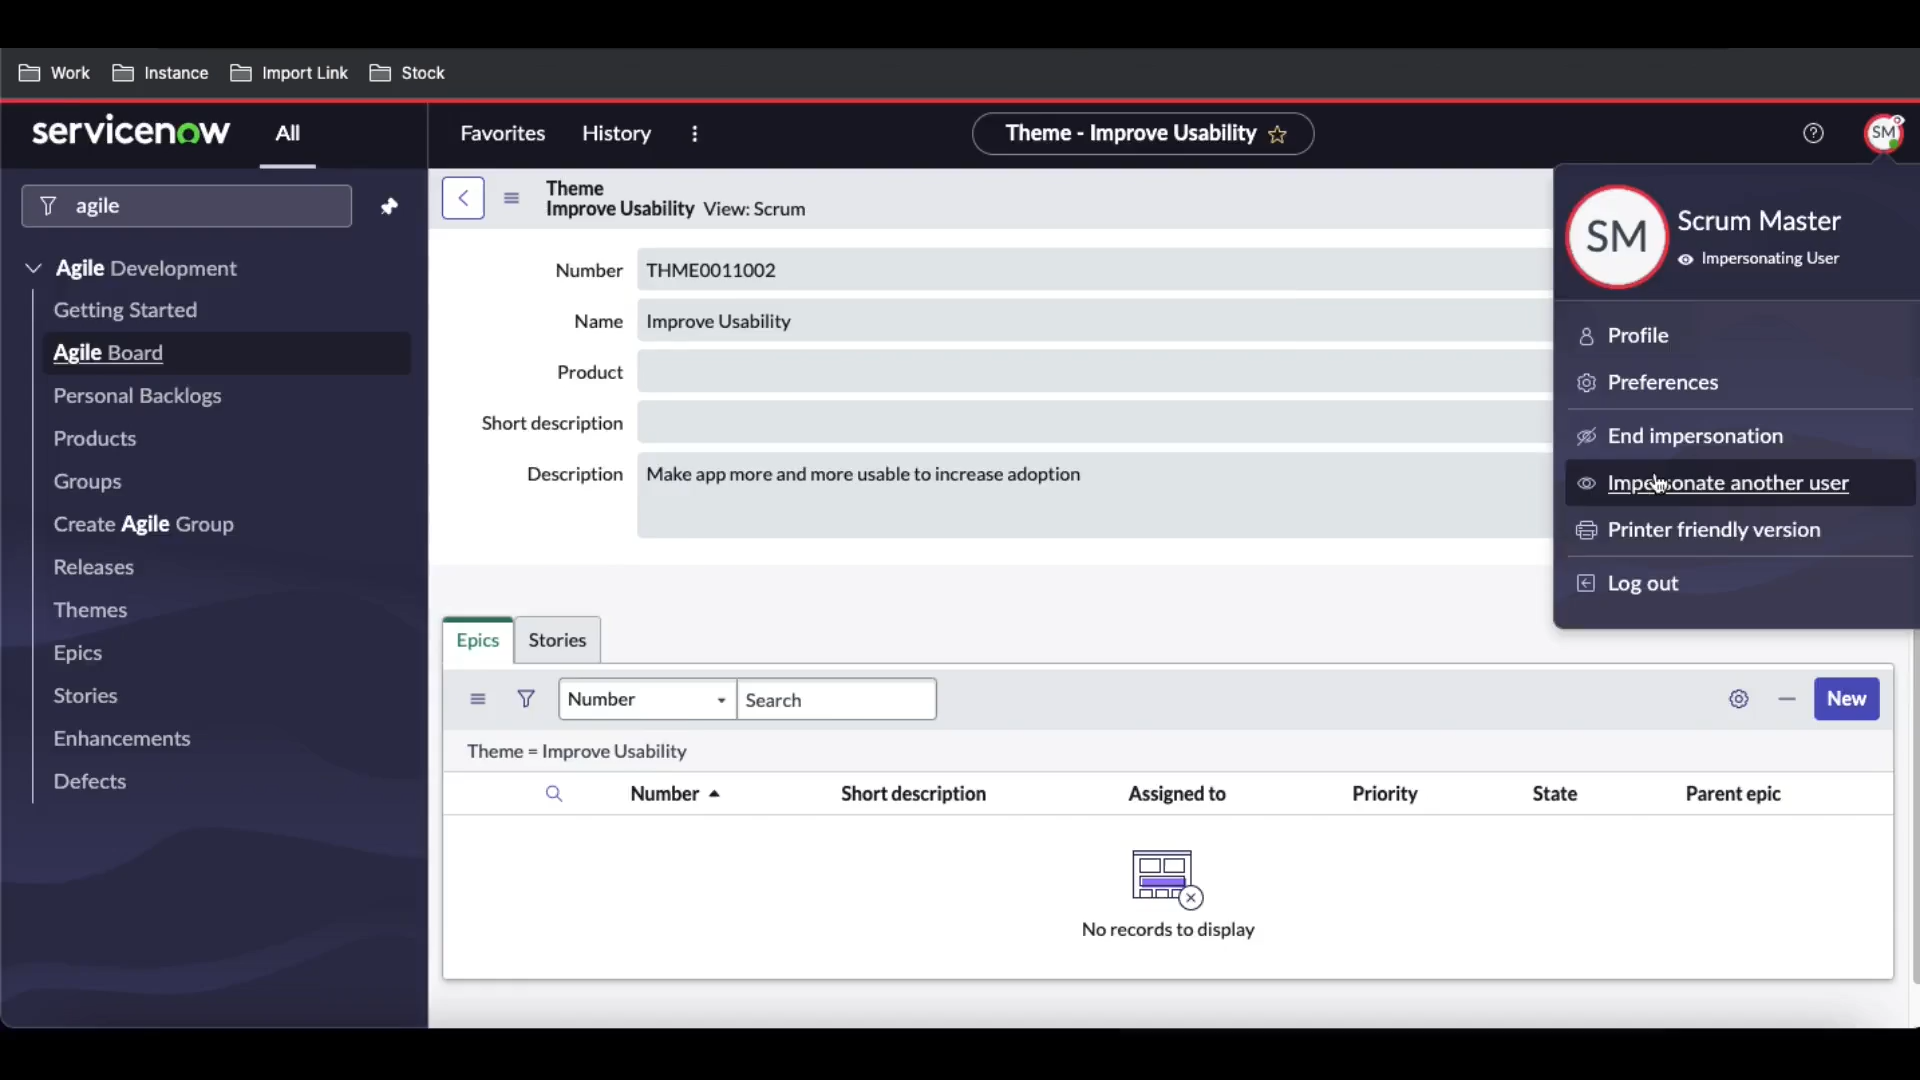 Work Instance Import Link Stock
servicenow All Favorites History Theme - Improve Usability SM
agile
Agile Development
Getting Started
Agile Board
Personal Backlogs
Products
Groups
Create Agile Group
Releases
Themes
Epics
Stories
Enhancements
Defects
Theme
Improve Usability View: Scrum
Number THME0011002
Name Improve Usability
Product
Short description
Description Make app more and more usable to increase adoption
SM Scrum Master
Impersonating User
Profile
Preferences
End impersonation
Impersonate another user
Printer friendly version
Log out
Epics Stories
Number Search New
Theme = Improve Usability
Number Short description Assigned to Priority State Parent epic
No records to display